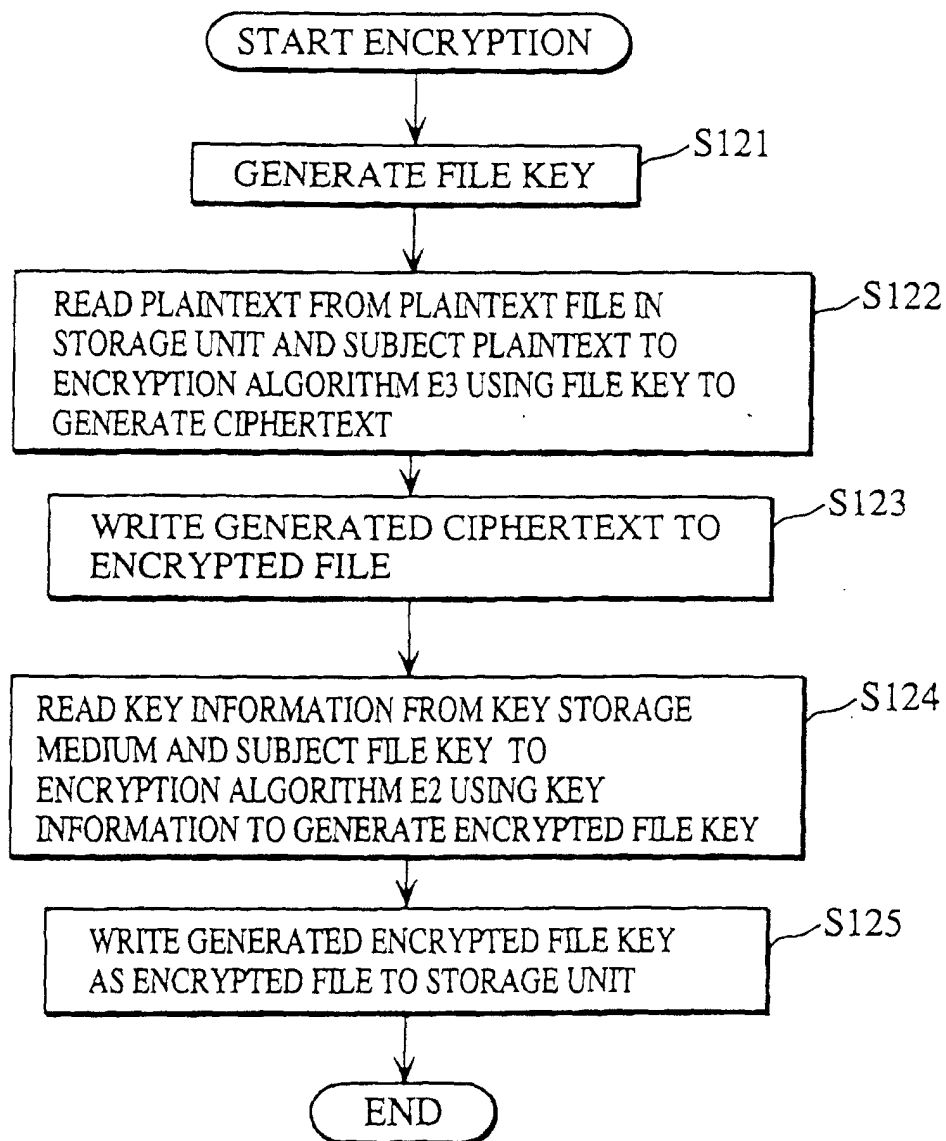 START ENCRYPTION
S121
GENERATE FILE KEY
S122
READ PLAINTEXT FROM PLAINTEXT FILE IN
STORAGE UNIT AND SUBJECT PLAINTEXT TO
ENCRYPTION ALGORITHM E3 USING FILE KEY TO
GENERATE CIPHERTEXT
S123
WRITE GENERATED CIPHERTEXT TO
ENCRYPTED FILE
S124
READ KEY INFORMATION FROM KEY STORAGE
MEDIUM AND SUBJECT FILE KEY TO
ENCRYPTION ALGORITHM E2 USING KEY
INFORMATION TO GENERATE ENCRYPTED FILE KEY
S125
WRITE GENERATED ENCRYPTED FILE KEY
AS ENCRYPTED FILE TO STORAGE UNIT
END